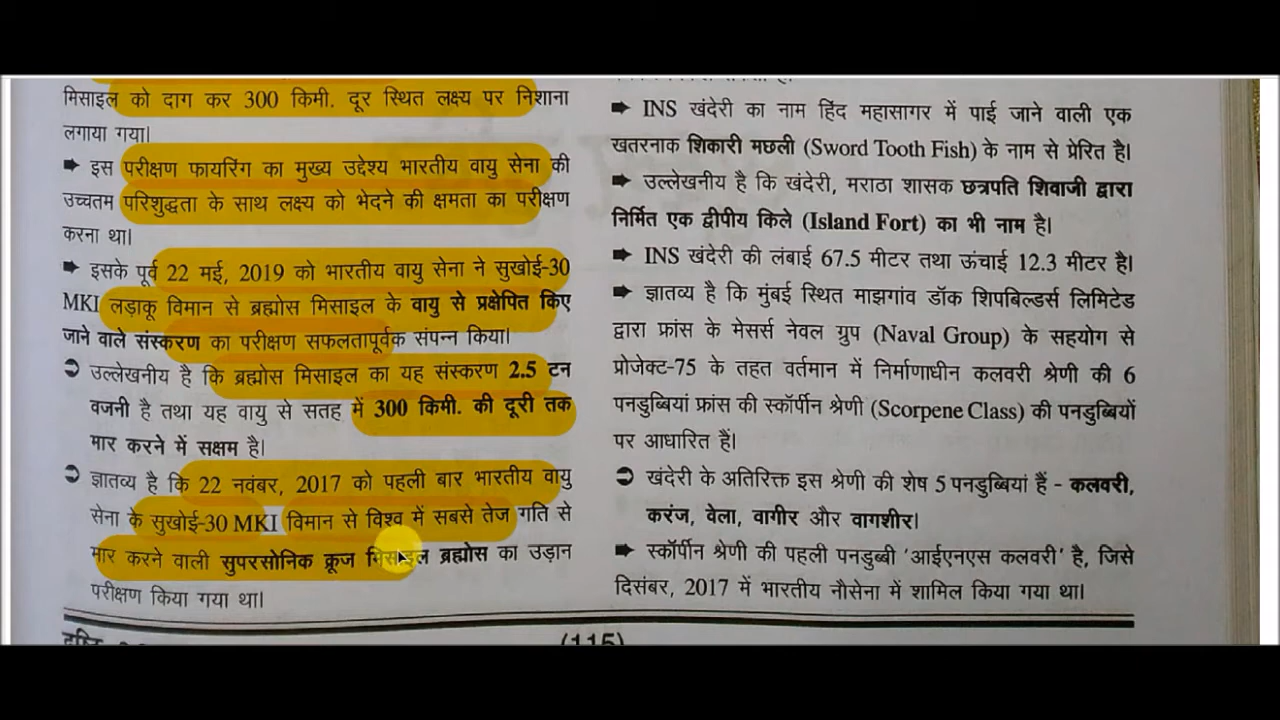 मिसाइल को दाग कर 300 किमी. दूर स्थित लक्ष्य पर निशाना
लगाया गया।
➨ इस परीक्षण फायरिंग का मुख्य उद्देश्य भारतीय वायु सेना की
उच्चतम परिशुद्धता के साथ लक्ष्य को भेदने की क्षमता का परीक्षण
करना था।
➨ इसके पूर्व 22 मई, 2019 को भारतीय वायु सेना ने सुखोई-30
MKI लड़ाकू विमान से ब्रह्मोस मिसाइल के वायु से प्रक्षेपित किए
जाने वाले संस्करण का परीक्षण सफलतापूर्वक संपन्न किया।
➲ उल्लेखनीय है कि ब्रह्मोस मिसाइल का यह संस्करण 2.5 टन
वजनी है तथा यह वायु से सतह में 300 किमी. की दूरी तक
मार करने में सक्षम है।
➲ ज्ञातव्य है कि 22 नवंबर, 2017 को पहली बार भारतीय वायु
सेना के सुखोई-30 MKI विमान से विश्व में सबसे तेज गति से
मार करने वाली सुपरसोनिक क्रूज मिसाइल ब्रह्मोस का उड़ान
परीक्षण किया गया था।
➨ INS खंदेरी का नाम हिंद महासागर में पाई जाने वाली एक
खतरनाक शिकारी मछली (Sword Tooth Fish) के नाम से प्रेरित है।
➨ उल्लेखनीय है कि खंदेरी, मराठा शासक छत्रपति शिवाजी द्वारा
निर्मित एक द्वीपीय किले (Island Fort) का भी नाम है।
➨ INS खंदेरी की लंबाई 67.5 मीटर तथा ऊंचाई 12.3 मीटर है।
➨ ज्ञातव्य है कि मुंबई स्थित माझगांव डॉक शिपबिल्डर्स लिमिटेड
द्वारा फ्रांस के मेसर्स नेवल ग्रुप (Naval Group) के सहयोग से
प्रोजेक्ट-75 के तहत वर्तमान में निर्माणाधीन कलवरी श्रेणी की 6
पनडुब्बियां फ्रांस की स्कॉर्पीन श्रेणी (Scorpene Class) की पनडुब्बियों
पर आधारित हैं।
➲ खंदेरी के अतिरिक्त इस श्रेणी की शेष 5 पनडुब्बियां हैं - कलवरी,
करंज, वेला, वागीर और वागशीर।
➨ स्कॉर्पीन श्रेणी की पहली पनडुब्बी ‘आईएनएस कलवरी’ है, जिसे
दिसंबर, 2017 में भारतीय नौसेना में शामिल किया गया था।
(115)